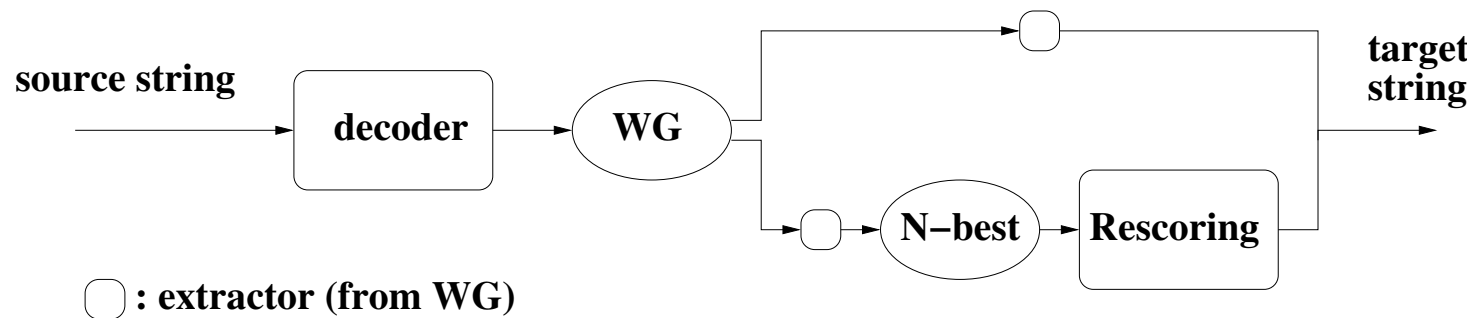 source string
decoder
WG
target
string
N−best
Rescoring
: extractor (from WG)